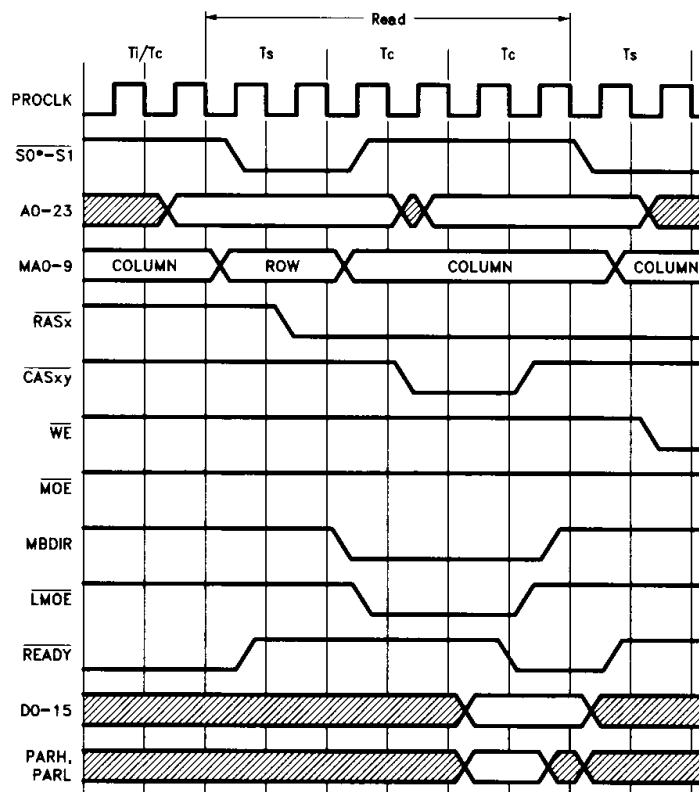 Read
Ti/Tc Ts Tc Tc Ts
PROCLK
S0*-S1
A0-23
MA0-9 COLUMN ROW COLUMN COLUMN
RASx
CASxy
WE
MOE
MBDIR
LMOE
READY
D0-15
PARH,
PARL